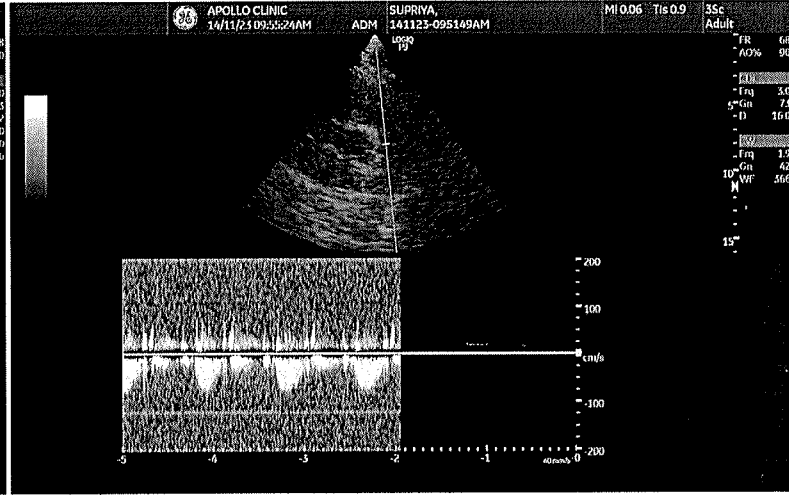 APOLLO CLINIC
14/11/23 09:55:24AM
ADM
SUPRIYA,
141123-095149AM
MI 0.06 TIs 0.9
3Sc
Adult
LOGIQ
FR
AO%
5
Frq
Gn
D
10
Frq
Gn
WF
15
200
100
cm/s
-100
-200
-5 -4 -3 -2 -1 0